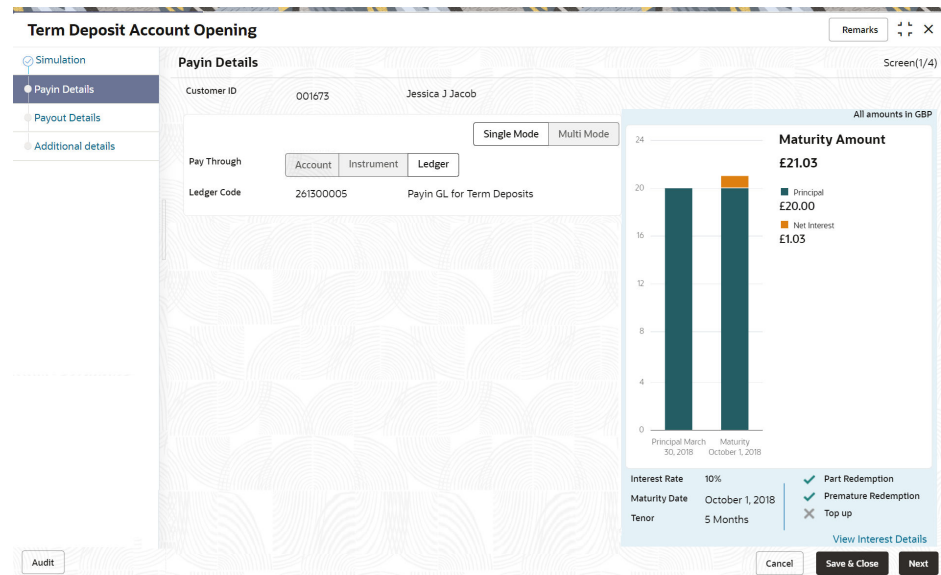 Term Deposit Account Opening
Remarks
Simulation
Payin Details
Payout Details
Additional details
Payin Details
Screen(1/4)
Customer ID 001673 Jessica J Jacob
Single Mode Multi Mode
Pay Through Account Instrument Ledger
Ledger Code 261300005 Payin GL for Term Deposits
All amounts in GBP
Maturity Amount
£21.03
Principal
£20.00
Net Interest
£1.03
24
20
16
12
8
4
0
Principal March
30, 2018
Maturity
October 1, 2018
Interest Rate 10%
Maturity Date October 1, 2018
Tenor 5 Months
Part Redemption
Premature Redemption
Top up
View Interest Details
Audit
Cancel
Save & Close
Next